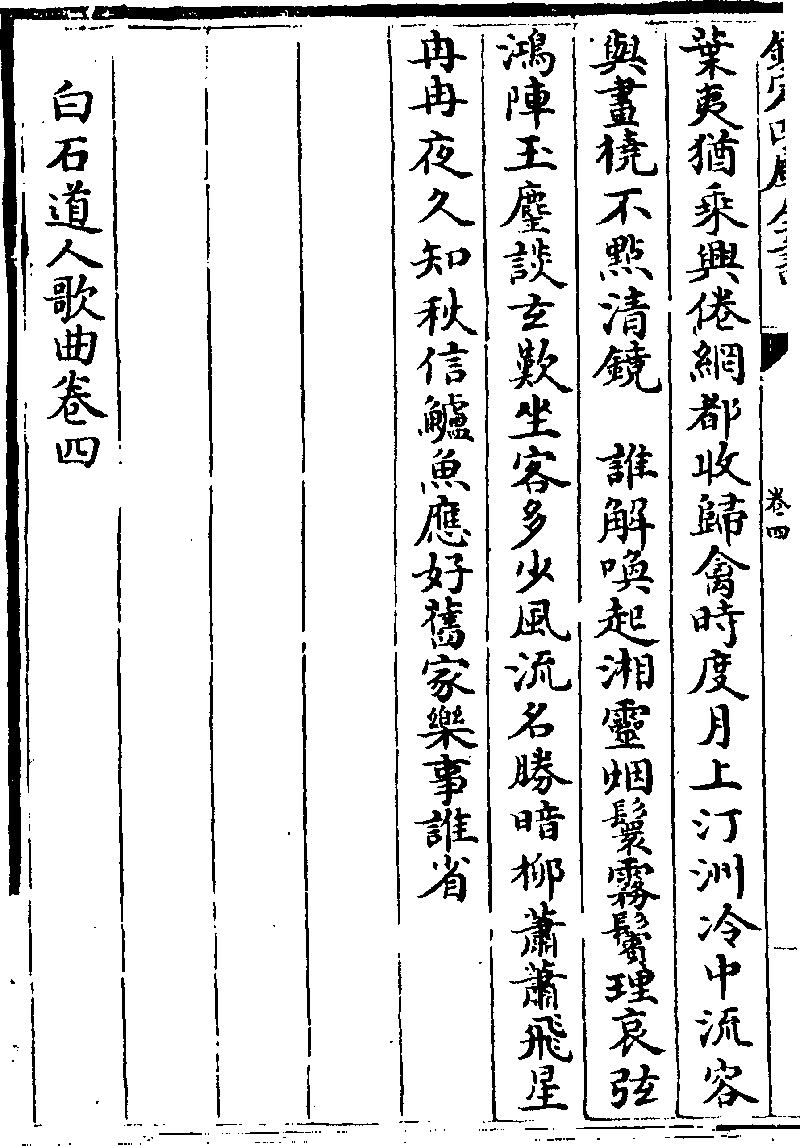 欽定四庫全書
卷四
葉夷猶乘興倦網都收歸禽時度月上汀洲冷中流容
與畫橈不點清鏡　誰解喚起湘靈烟鬟霧鬢理哀弦
鴻陣玉麈談玄歎坐客多少風流名勝暗柳蕭蕭飛星
冉冉夜久知秋信鱸魚應好舊家樂事誰省
白石道人歌曲卷四